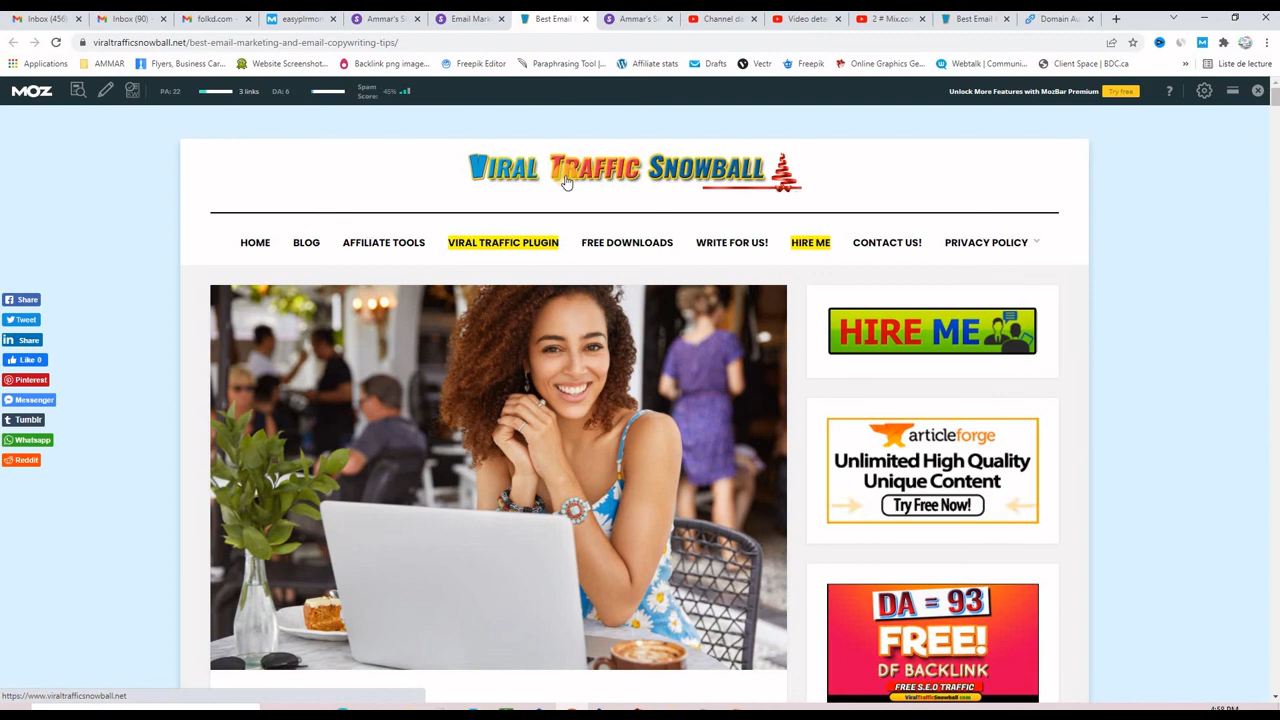 Inbox (456)
Inbox (90)
folkd.com -
easyplrmon
Ammar's S
Email Mark
Best Email
Ammar's S
Channel da
Video deta
2 # Mix.con
Best Email
Domain Au
viraltrafficsnowball.net/best-email-marketing-and-email-copywriting-tips/
Applications
AMMAR
Flyers, Business Car...
Website Screenshot...
Backlink png image...
Freepik Editor
Paraphrasing Tool |...
Affiliate stats
Drafts
Vectr
Freepik
Online Graphics Ge...
Webtalk | Communi...
Client Space | BDC.ca
»
Liste de lecture
MOZ
PA: 22
3 links
DA: 6
Spam
Score:
45%
Unlock More Features with MozBar Premium
Try free
?
VIRAL TRAFFIC SNOWBALL
HOME
BLOG
AFFILIATE TOOLS
VIRAL TRAFFIC PLUGIN
FREE DOWNLOADS
WRITE FOR US!
HIRE ME
CONTACT US!
PRIVACY POLICY
Share
Tweet
Share
Like 0
Pinterest
Messenger
Tumblr
Whatsapp
Reddit
HIRE ME
articleforge
Unlimited High Quality
Unique Content
Try Free Now!
DA = 93
FREE!
DF BACKLINK
FREE S.E.O TRAFFIC
ViralTrafficSnowball.com
https://www.viraltrafficsnowball.net